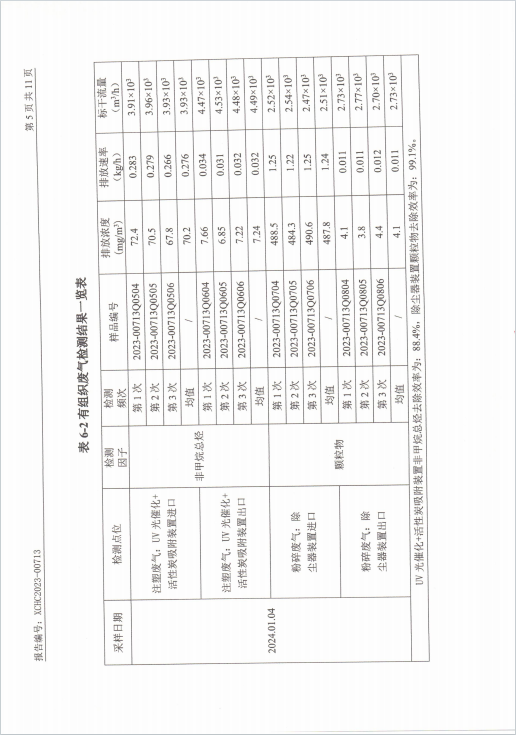 报告编号：XCHC2023-00713
第 5 页 共 11 页
表 6-2 有组织废气检测结果一览表
采样日期 检测点位 检测因子 检测频次 样品编号 排放浓度（mg/m³） 排放速率（kg/h） 标干流量（m³/h）
2024.01.04
注塑废气：UV 光催化+活性炭吸附装置进口
非甲烷总烃
第 1 次 2023-00713Q0504 72.4 0.283 3.91×10³
第 2 次 2023-00713Q0505 70.5 0.279 3.96×10³
第 3 次 2023-00713Q0506 67.8 0.266 3.93×10³
均值 / 70.2 0.276 3.93×10³
注塑废气：UV 光催化+活性炭吸附装置出口
第 1 次 2023-00713Q0604 7.66 0.034 4.47×10³
第 2 次 2023-00713Q0605 6.85 0.031 4.53×10³
第 3 次 2023-00713Q0606 7.22 0.032 4.48×10³
均值 / 7.24 0.032 4.49×10³
粉碎废气：除尘器装置进口
颗粒物
第 1 次 2023-00713Q0704 488.5 1.25 2.52×10³
第 2 次 2023-00713Q0705 484.3 1.22 2.54×10³
第 3 次 2023-00713Q0706 490.6 1.25 2.47×10³
均值 / 487.8 1.24 2.51×10³
粉碎废气：除尘器装置出口
第 1 次 2023-00713Q0804 4.1 0.011 2.73×10³
第 2 次 2023-00713Q0805 3.8 0.011 2.77×10³
第 3 次 2023-00713Q0806 4.4 0.012 2.70×10³
均值 / 4.1 0.011 2.73×10³
UV 光催化+活性炭吸附装置非甲烷总烃去除效率为：88.4%，除尘器装置颗粒物去除效率为：99.1%。